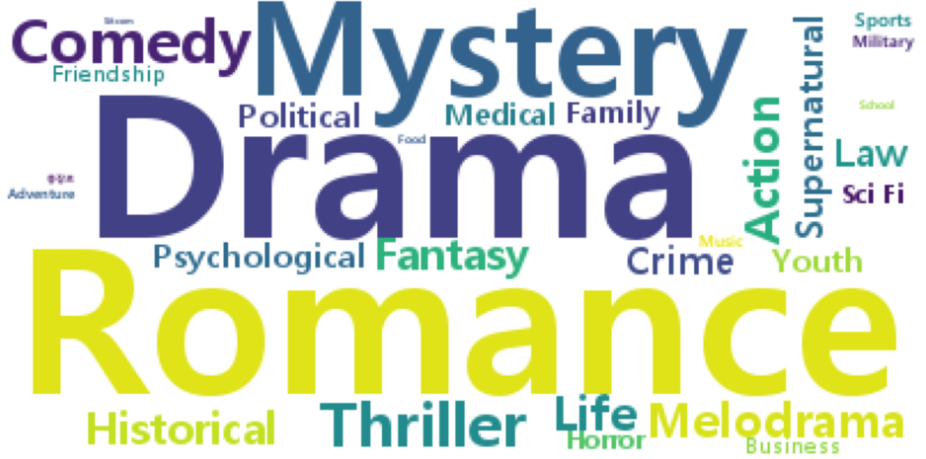 Sitcom
Comedy
Mystery
Supernatural
Sports
Military
Friendship
Political
Medical
Family
Action
School
Drama
Food
Law
Adventure
Sci Fi
Psychological
Fantasy
Crime
Music
Youth
Romance
Historical
Thriller
Life
Horror
Melodrama
Business